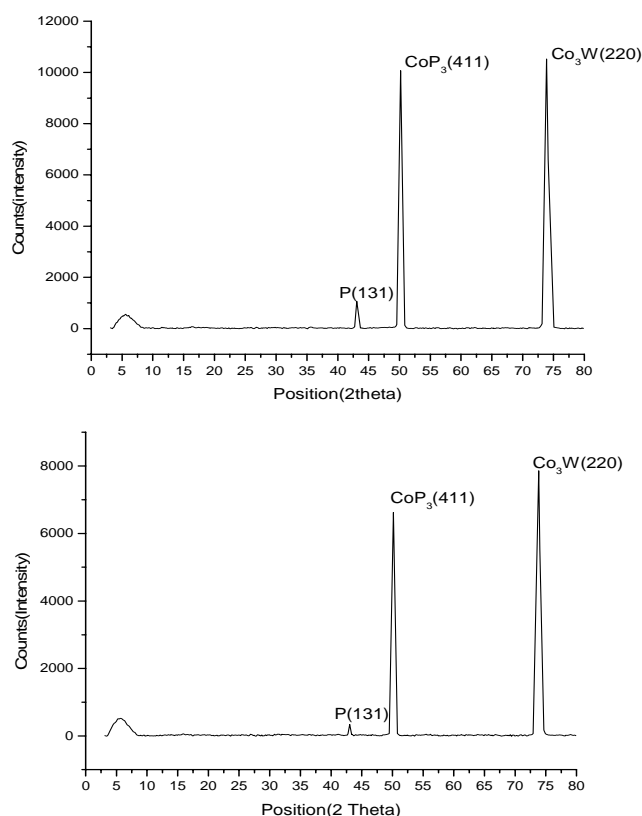 12000
Co₃W(220)
CoP₃(411)
10000
8000
6000
4000
2000
P(131)
0
Counts(intensity)
0 5 10 15 20 25 30 35 40 45 50 55 60 65 70 75 80
Position(2theta)
Co₃W(220)
8000
CoP₃(411)
6000
4000
2000
P(131)
0
Counts(Intensity)
0 5 10 15 20 25 30 35 40 45 50 55 60 65 70 75 80
Position(2 Theta)